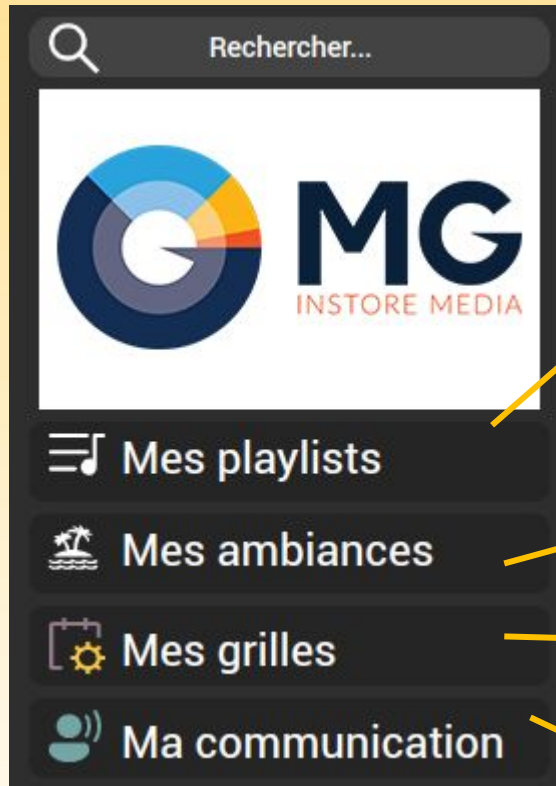 Rechercher...
MG
INSTORE MEDIA
Mes playlists
Mes ambiances
Mes grilles
Ma communication